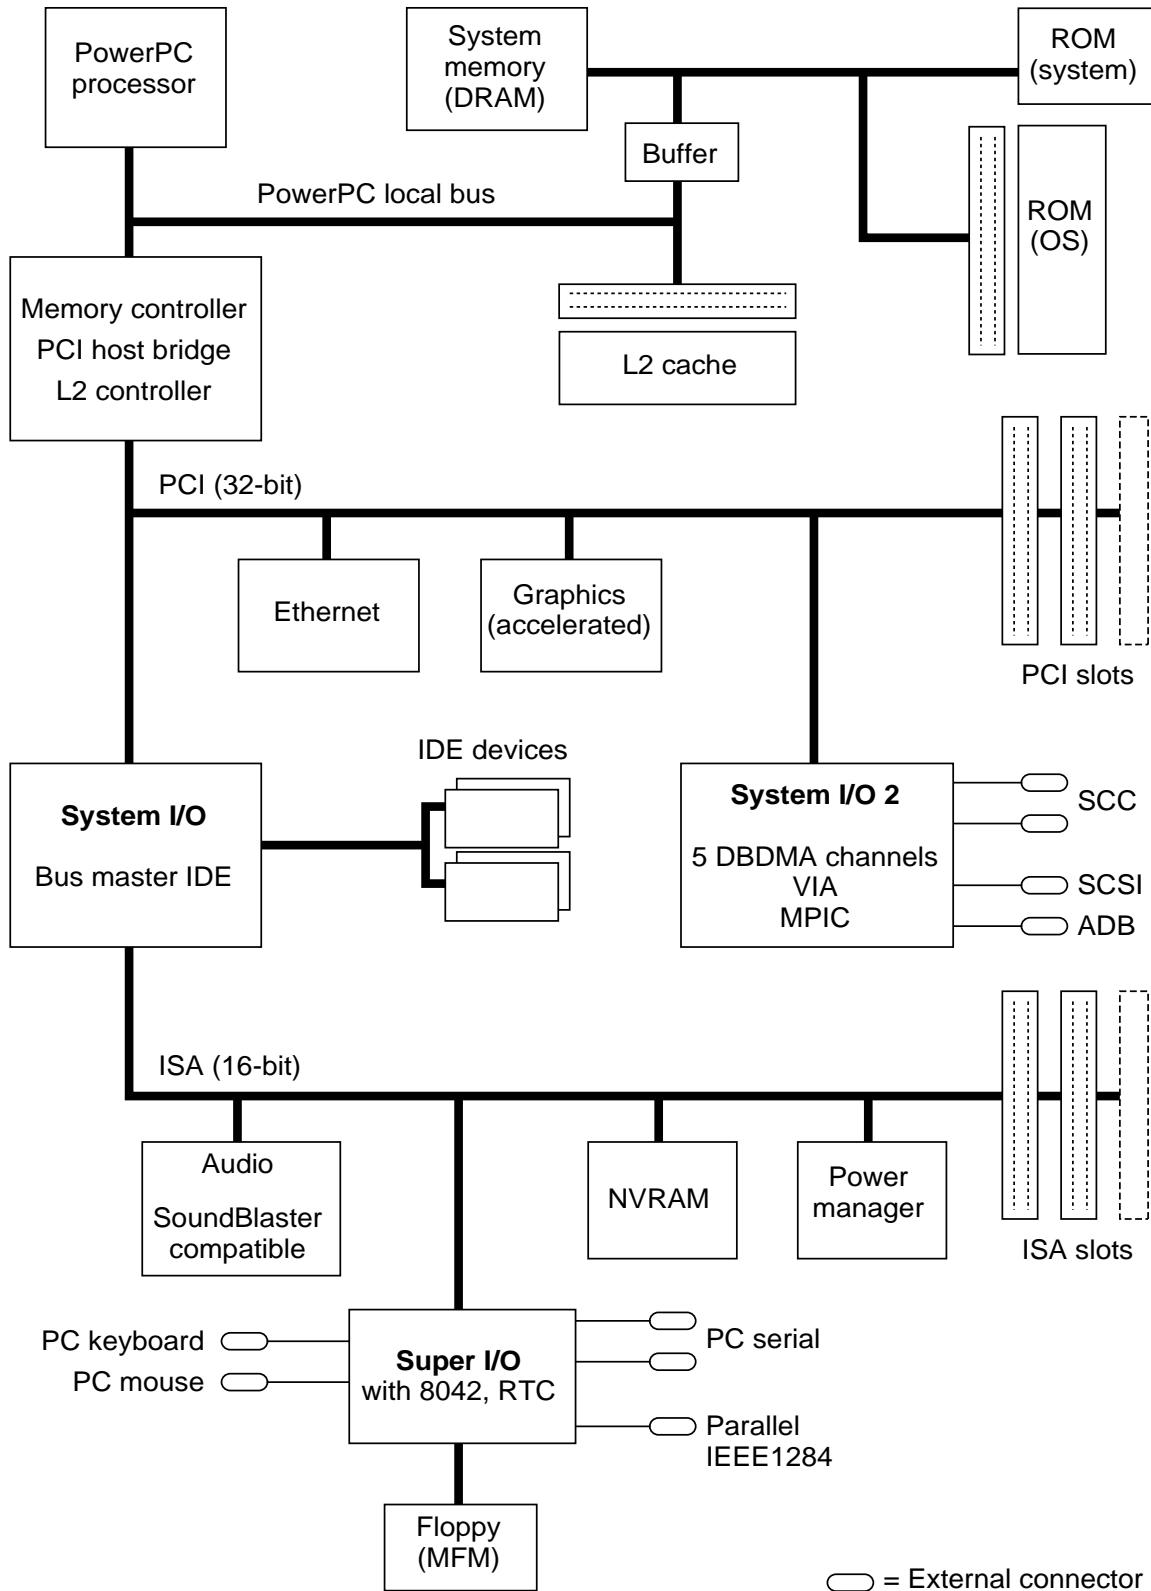 PowerPC
processor
System
memory
(DRAM)
ROM
(system)
Buffer
PowerPC local bus
ROM
(OS)
Memory controller
PCI host bridge
L2 controller
L2 cache
PCI (32-bit)
Ethernet
Graphics
(accelerated)
PCI slots
IDE devices
System I/O
Bus master IDE
System I/O 2
5 DBDMA channels
VIA
MPIC
SCC
SCSI
ADB
ISA (16-bit)
Audio
SoundBlaster
compatible
NVRAM
Power
manager
ISA slots
PC keyboard
PC mouse
Super I/O
with 8042, RTC
PC serial
Parallel
IEEE1284
Floppy
(MFM)
= External connector